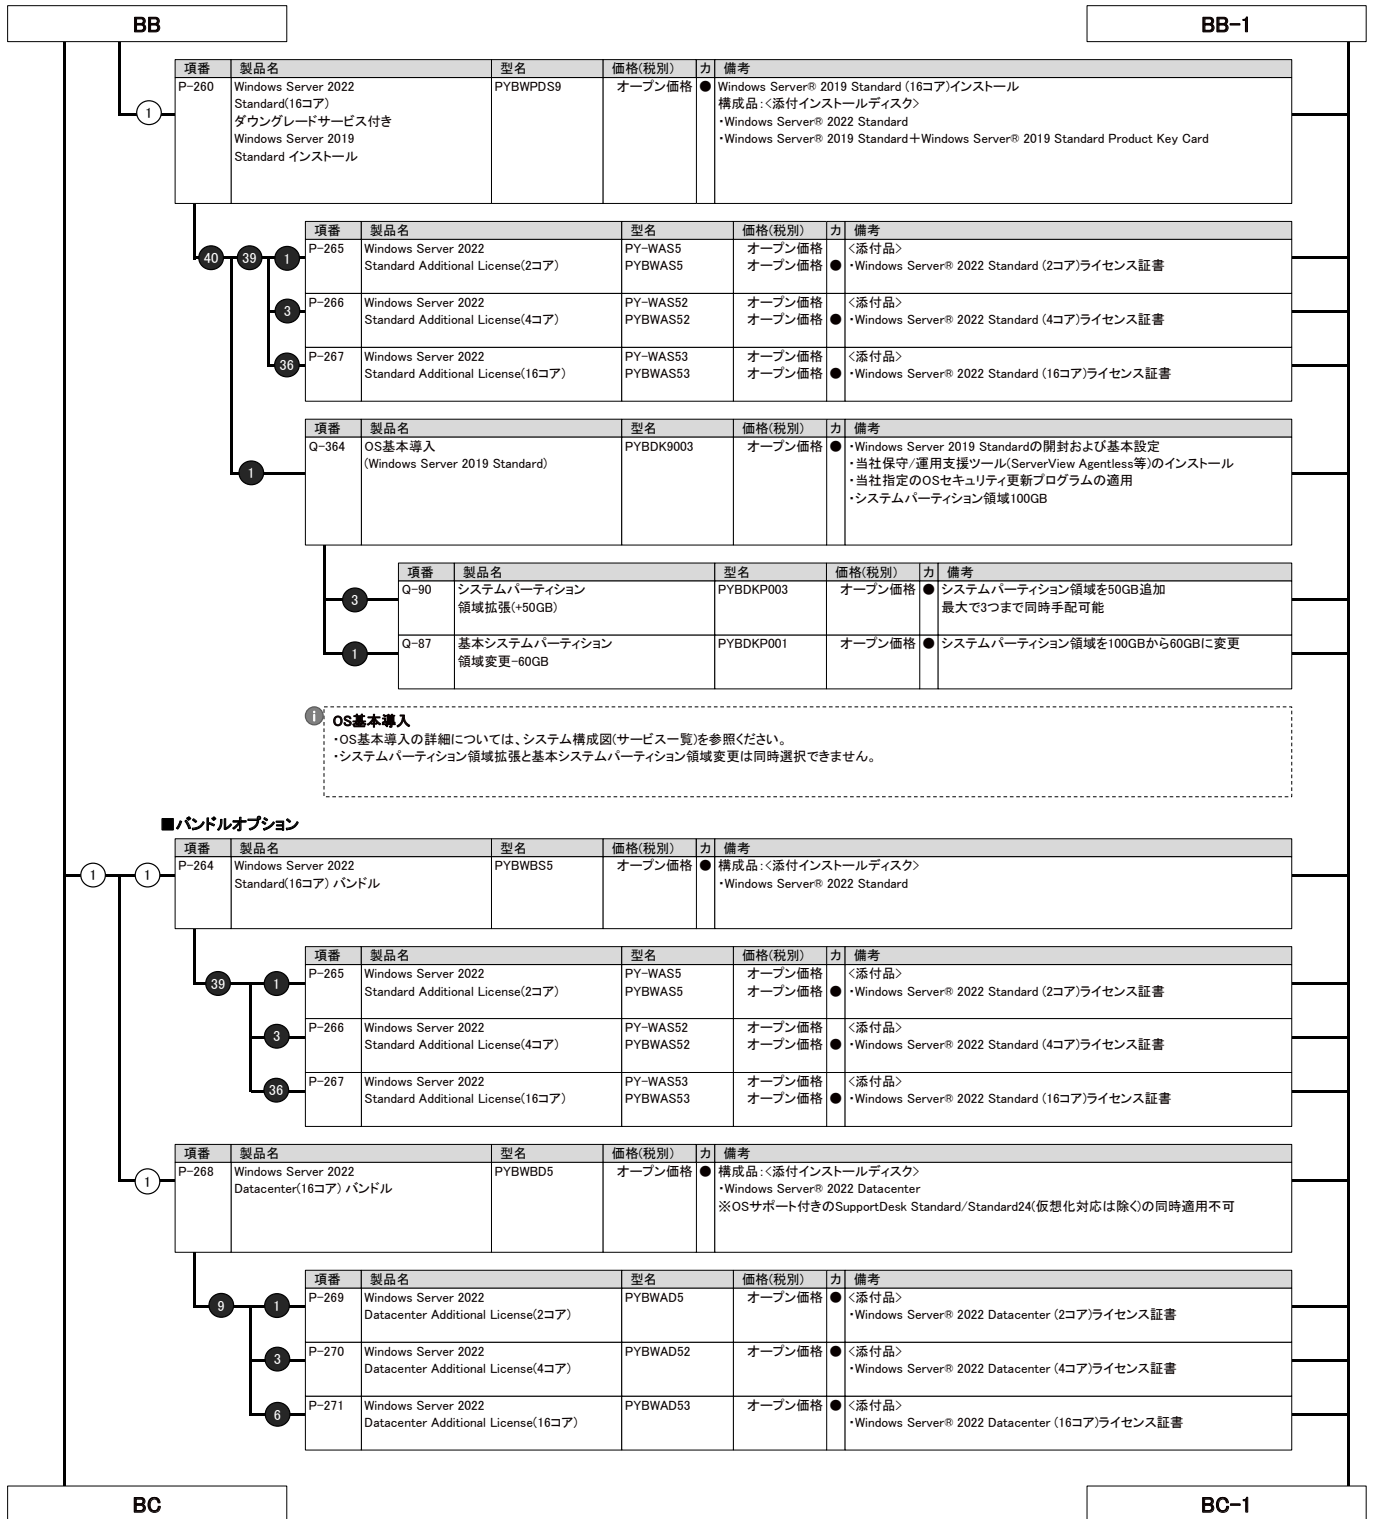 BB
BB-1
項番 製品名 型名 価格(税別) カ 備考
P-260 Windows Server 2022 PYBWPDS9 オープン価格 ● Windows Server® 2019 Standard (16コア)インストール
Standard(16コア) 構成品:<添付インストールディスク>
ダウングレードサービス付き ・Windows Server® 2022 Standard
Windows Server 2019 ・Windows Server® 2019 Standard+Windows Server® 2019 Standard Product Key Card
Standard インストール
1
項番 製品名 型名 価格(税別) カ 備考
40 39 1 P-265 Windows Server 2022 PY-WAS5 オープン価格 <添付品>
Standard Additional License(2コア) PYBWAS5 オープン価格 ● ・Windows Server® 2022 Standard (2コア)ライセンス証書
3 P-266 Windows Server 2022 PY-WAS52 オープン価格 <添付品>
Standard Additional License(4コア) PYBWAS52 オープン価格 ● ・Windows Server® 2022 Standard (4コア)ライセンス証書
36 P-267 Windows Server 2022 PY-WAS53 オープン価格 <添付品>
Standard Additional License(16コア) PYBWAS53 オープン価格 ● ・Windows Server® 2022 Standard (16コア)ライセンス証書
項番 製品名 型名 価格(税別) カ 備考
Q-364 OS基本導入 PYBDK9003 オープン価格 ● ・Windows Server 2019 Standardの開封および基本設定
(Windows Server 2019 Standard) ・当社保守/運用支援ツール(ServerView Agentless等)のインストール
1 ・当社指定のOSセキュリティ更新プログラムの適用
・システムパーティション領域100GB
項番 製品名 型名 価格(税別) カ 備考
3 Q-90 システムパーティション PYBDKP003 オープン価格 ● システムパーティション領域を50GB追加
領域拡張(+50GB) 最大で3つまで同時手配可能
1 Q-87 基本システムパーティション PYBDKP001 オープン価格 ● システムパーティション領域を100GBから60GBに変更
領域変更-60GB
i OS基本導入
・OS基本導入の詳細については、システム構成図(サービス一覧)を参照ください。
・システムパーティション領域拡張と基本システムパーティション領域変更は同時選択できません。
■バンドルオプション
項番 製品名 型名 価格(税別) カ 備考
1 1 P-264 Windows Server 2022 PYBWBS5 オープン価格 ● 構成品:<添付インストールディスク>
Standard(16コア) バンドル ・Windows Server® 2022 Standard
項番 製品名 型名 価格(税別) カ 備考
39 1 P-265 Windows Server 2022 PY-WAS5 オープン価格 <添付品>
Standard Additional License(2コア) PYBWAS5 オープン価格 ● ・Windows Server® 2022 Standard (2コア)ライセンス証書
3 P-266 Windows Server 2022 PY-WAS52 オープン価格 <添付品>
Standard Additional License(4コア) PYBWAS52 オープン価格 ● ・Windows Server® 2022 Standard (4コア)ライセンス証書
36 P-267 Windows Server 2022 PY-WAS53 オープン価格 <添付品>
Standard Additional License(16コア) PYBWAS53 オープン価格 ● ・Windows Server® 2022 Standard (16コア)ライセンス証書
項番 製品名 型名 価格(税別) カ 備考
1 P-268 Windows Server 2022 PYBWBD5 オープン価格 ● 構成品:<添付インストールディスク>
Datacenter(16コア) バンドル ・Windows Server® 2022 Datacenter
※OSサポート付きのSupportDesk Standard/Standard24(仮想化対応は除く)の同時適用不可
項番 製品名 型名 価格(税別) カ 備考
9 1 P-269 Windows Server 2022 PYBWAD5 オープン価格 ● <添付品>
Datacenter Additional License(2コア) ・Windows Server® 2022 Datacenter (2コア)ライセンス証書
3 P-270 Windows Server 2022 PYBWAD52 オープン価格 ● <添付品>
Datacenter Additional License(4コア) ・Windows Server® 2022 Datacenter (4コア)ライセンス証書
6 P-271 Windows Server 2022 PYBWAD53 オープン価格 ● <添付品>
Datacenter Additional License(16コア) ・Windows Server® 2022 Datacenter (16コア)ライセンス証書
BC
BC-1